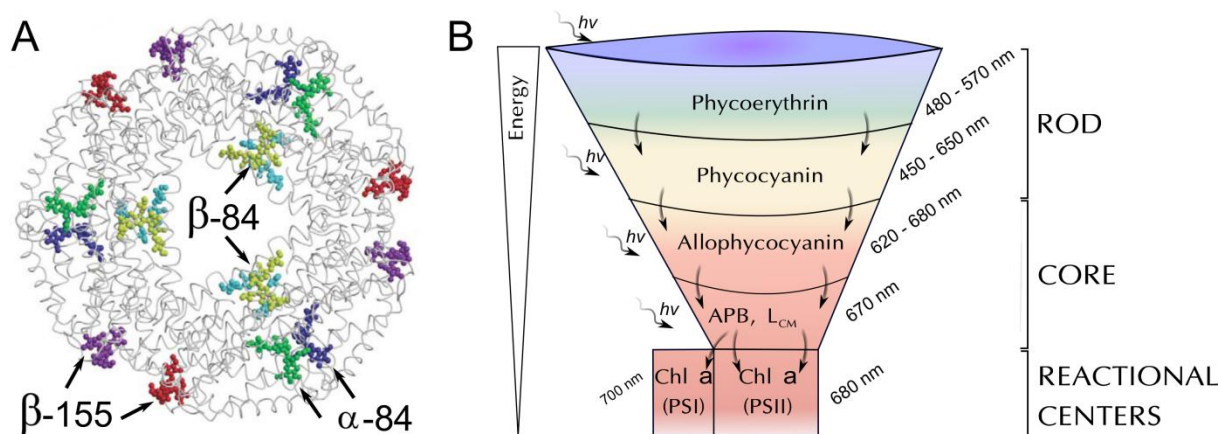 A
β-84
β-155
α-84
B
hν
Energy
Phycoerythrin
480 - 570 nm
hν
Phycocyanin
450 - 650 nm
ROD
hν
Allophycocyanin
620 - 680 nm
hν
APB, LCM
670 nm
CORE
700 nm
Chl a
(PSI)
Chl a
(PSII)
680 nm
REACTIONAL
CENTERS